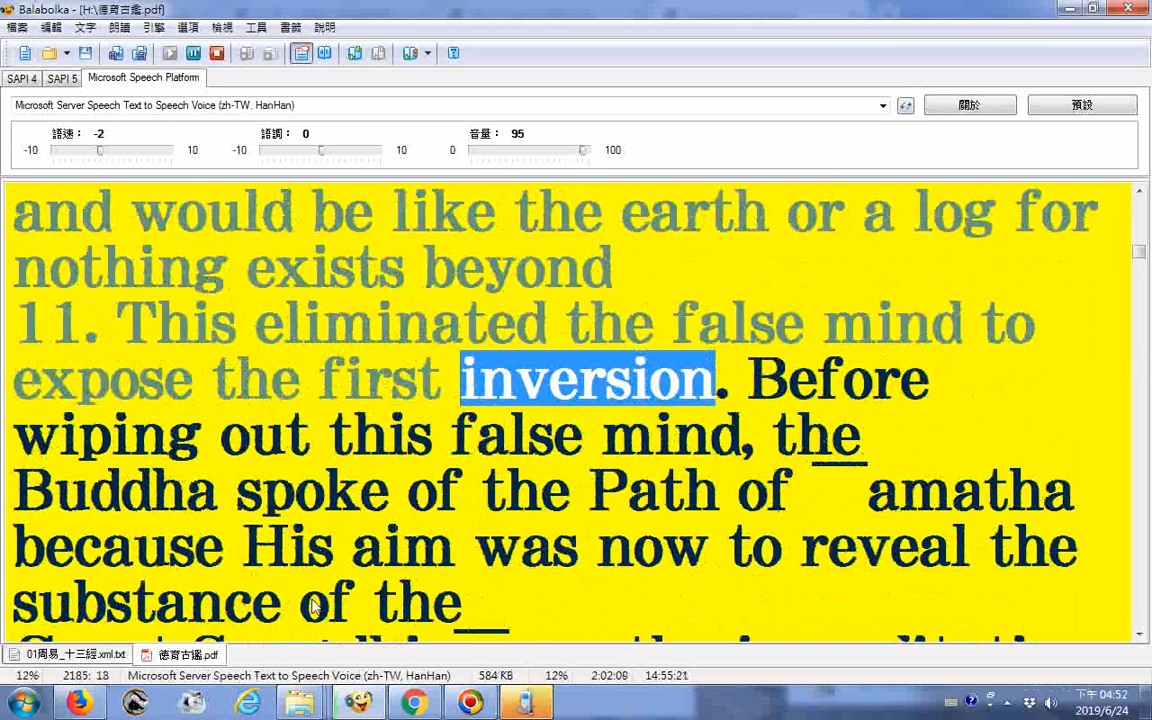 Balabolka - [H:\德育古鑑.pdf]
檔案 編輯 文字 朗讀 引擎 選項 檢視 工具 書籤 說明
SAPI 4 SAPI 5 Microsoft Speech Platform
Microsoft Server Speech Text to Speech Voice (zh-TW, HanHan) 關於 預設
語速： -2 語調： 0 音量： 95
-10 10 -10 10 0 100
and would be like the earth or a log for
nothing exists beyond
11. This eliminated the false mind to
expose the first inversion. Before
wiping out this false mind, the
Buddha spoke of the Path of amatha
because His aim was now to reveal the
substance of the
01周易_十三經.xml.txt 德育古鑑.pdf
12% 2185: 18 Microsoft Server Speech Text to Speech Voice (zh-TW, HanHan) 584 KB 12% 2:02:09 14:55:21
下午 04:52
2019/6/24